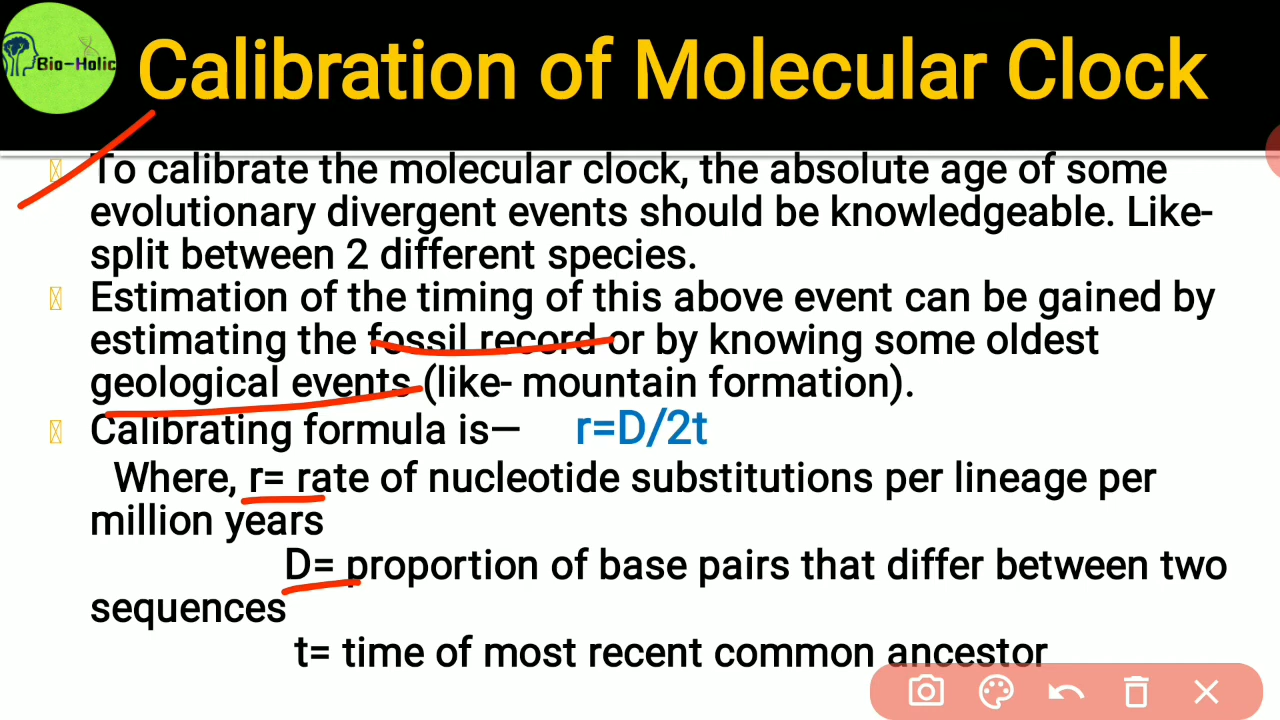 Bio-Holic
Calibration of Molecular Clock
To calibrate the molecular clock, the absolute age of some
evolutionary divergent events should be knowledgeable. Like-
split between 2 different species.
Estimation of the timing of this above event can be gained by
estimating the fossil record or by knowing some oldest
geological events (like- mountain formation).
Calibrating formula is— r=D/2t
Where, r= rate of nucleotide substitutions per lineage per
million years
D= proportion of base pairs that differ between two
sequences
t= time of most recent common ancestor